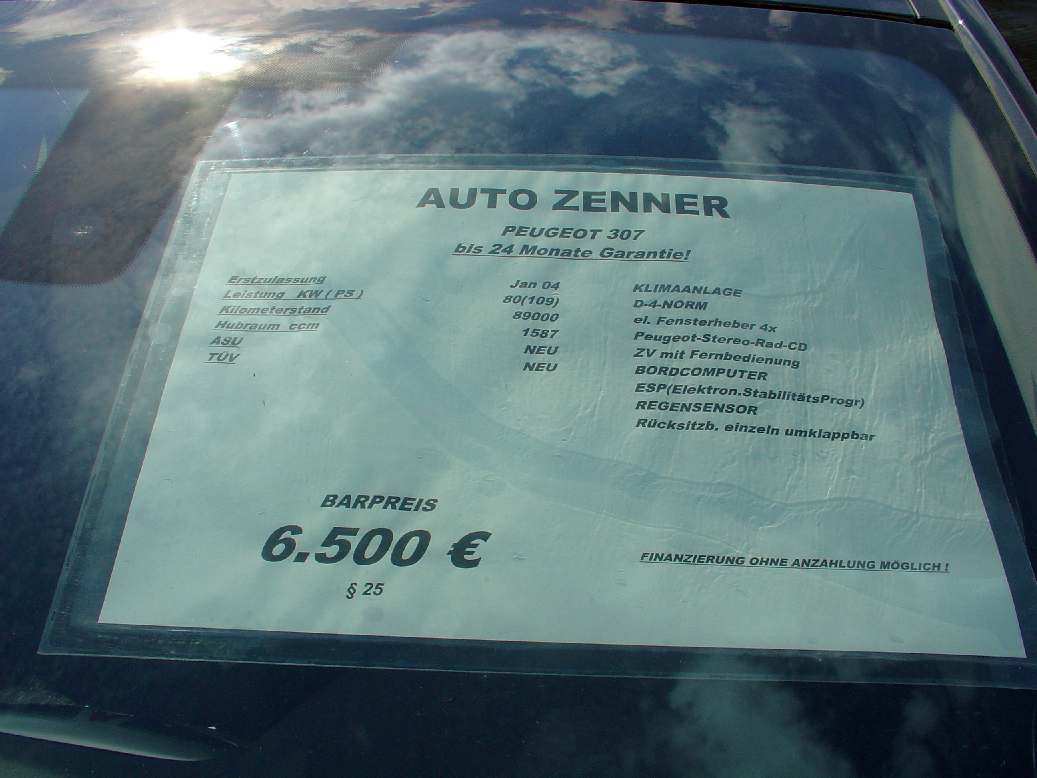 AUTO ZENNER
PEUGEOT 307
bis 24 Monate Garantie!
Erstzulassung Jan 04 KLIMAANLAGE
Leistung KW ( PS ) 80(109) D-4-NORM
Kilometerstand 89000 el. Fensterheber 4x
Hubraum ccm 1587 Peugeot-Stereo-Rad-CD
ASU NEU ZV mit Fernbedienung
TÜV NEU BORDCOMPUTER
ESP(Elektron.StabilitätsProgr)
REGENSENSOR
Rücksitzb. einzeln umklappbar
BARPREIS
6.500 €
FINANZIERUNG OHNE ANZAHLUNG MÖGLICH !
§ 25